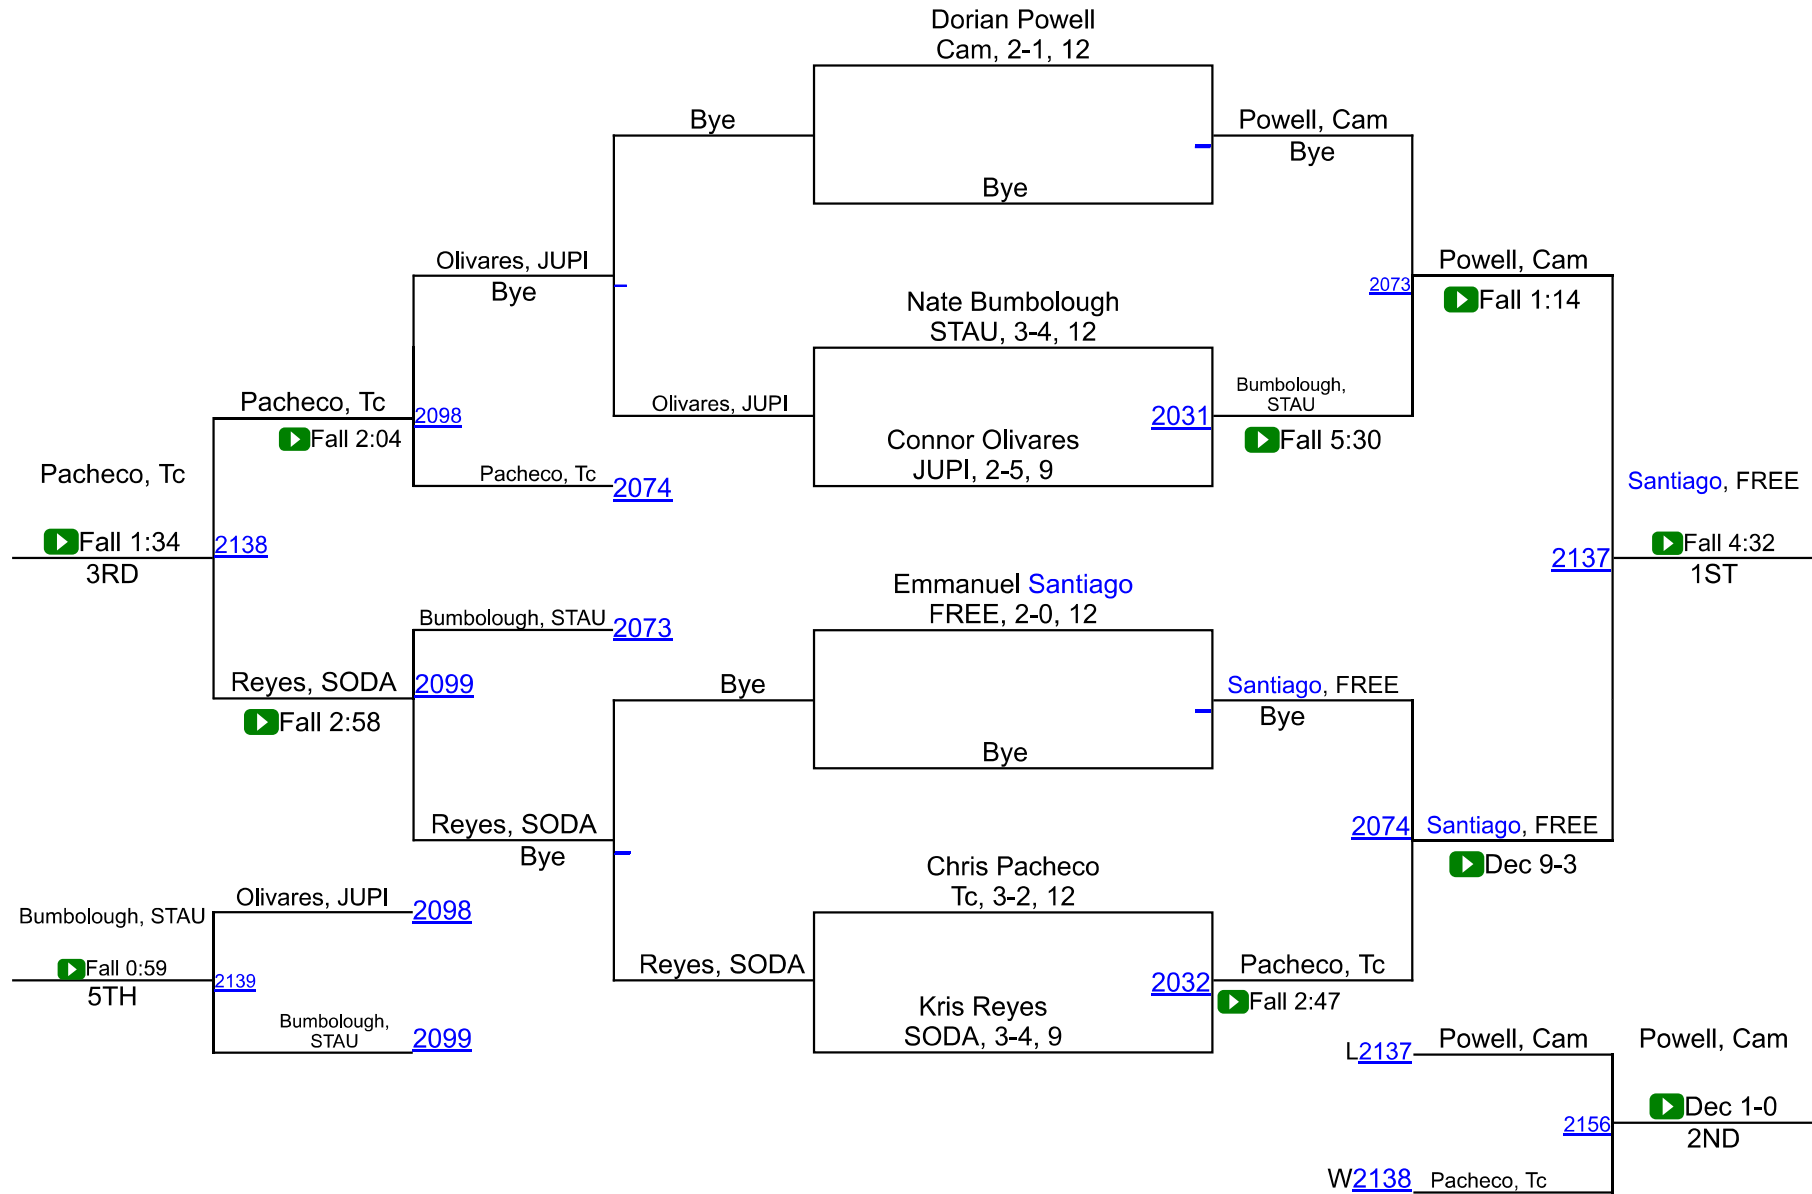 Dorian Powell
Cam, 2-1, 12
Bye
Powell, Cam
Bye
Bye
Olivares, JUPI
Bye
Powell, Cam
2073
Fall 1:14
Nate Bumbolough
STAU, 3-4, 12
Olivares, JUPI
2031
Bumbolough,
STAU
Fall 5:30
Connor Olivares
JUPI, 2-5, 9
Pacheco, Tc
2098
Fall 2:04
Pacheco, Tc
2074
Pacheco, Tc
Fall 1:34
2138
3RD
Santiago, FREE
2137
Fall 4:32
1ST
Emmanuel Santiago
FREE, 2-0, 12
Bumbolough, STAU
2073
Reyes, SODA
2099
Fall 2:58
Bye
Santiago, FREE
Bye
Bye
Reyes, SODA
Bye
2074
Santiago, FREE
Dec 9-3
Chris Pacheco
Tc, 3-2, 12
Olivares, JUPI
2098
Bumbolough, STAU
Fall 0:59
2139
5TH
Bumbolough,
STAU
2099
Reyes, SODA
2032
Pacheco, Tc
Fall 2:47
Kris Reyes
SODA, 3-4, 9
L2137
Powell, Cam
Powell, Cam
2156
Dec 1-0
2ND
W2138
Pacheco, Tc